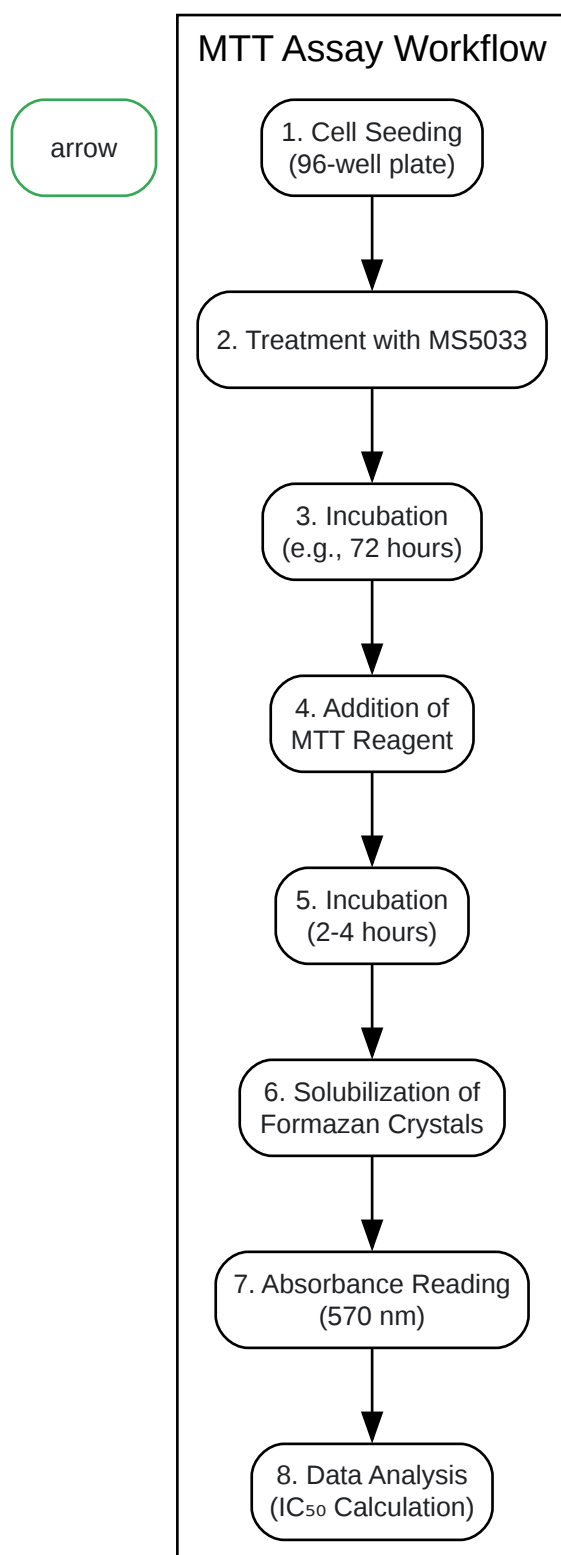 MTT Assay Workflow
arrow
1. Cell Seeding
(96-well plate)
2. Treatment with MS5033
3. Incubation
(e.g., 72 hours)
4. Addition of
MTT Reagent
5. Incubation
(2-4 hours)
6. Solubilization of
Formazan Crystals
7. Absorbance Reading
(570 nm)
8. Data Analysis
(IC₅₀ Calculation)